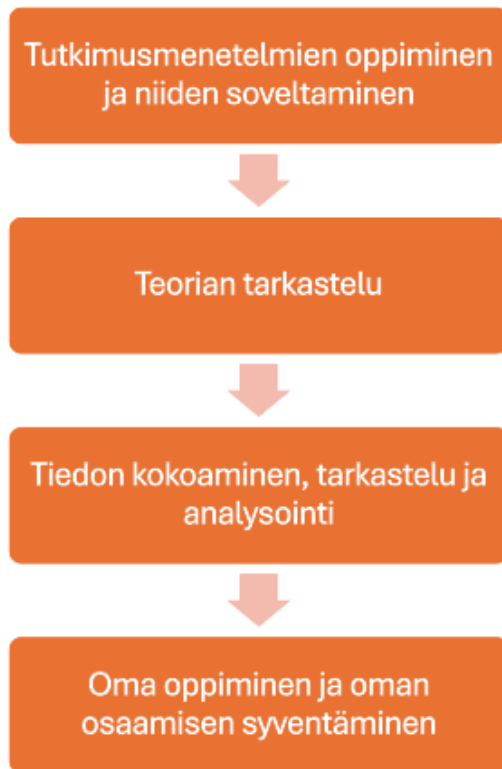 Tutkimusmenetelmien oppiminen
ja niiden soveltaminen
Teorian tarkastelu
Tiedon kokoaminen, tarkastelu ja
analysointi
Oma oppiminen ja oman
osaamisen syventäminen